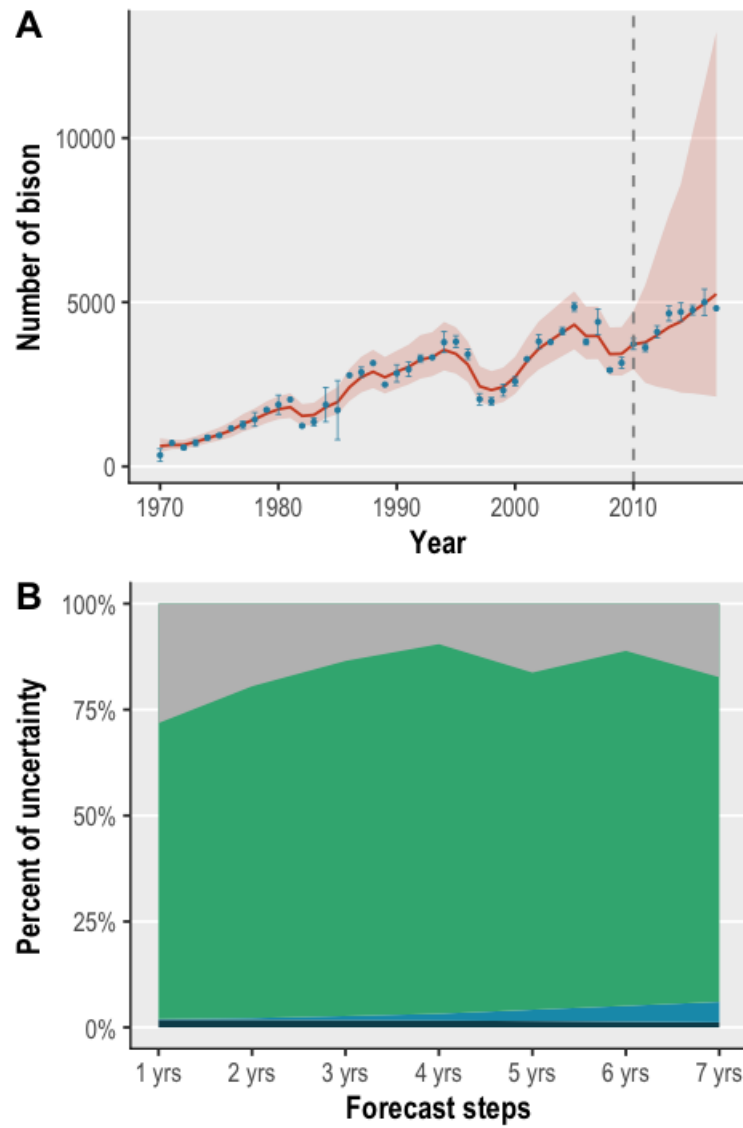 A
Number of bison
10000
5000
0
1970 1980 1990 2000 2010
Year
B
Percent of uncertainty
100%
75%
50%
25%
0%
1 yrs 2 yrs 3 yrs 4 yrs 5 yrs 6 yrs 7 yrs
Forecast steps